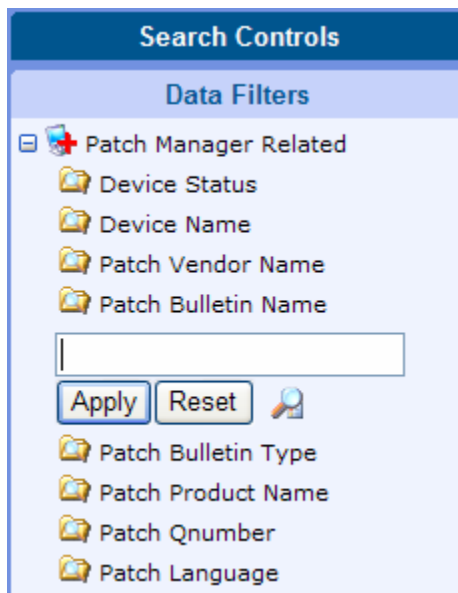 Search Controls
Data Filters
Patch Manager Related
Device Status
Device Name
Patch Vendor Name
Patch Bulletin Name
Apply Reset
Patch Bulletin Type
Patch Product Name
Patch Qnumber
Patch Language